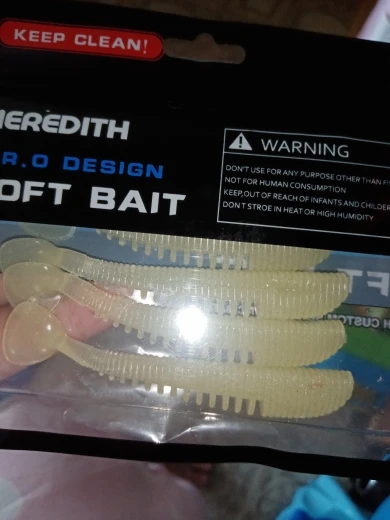 KEEP CLEAN!
MEREDITH
R.O DESIGN
OFT BAIT
WARNING
DON'T USE FOR ANY PURPOSE OTHER THAN FI
NOT FOR HUMAN CONSUMPTION
KEEP,OUT OF REACH OF INFANTS AND CHILDER
DON T STROE IN HEAT OR HIGH HUMIDITY